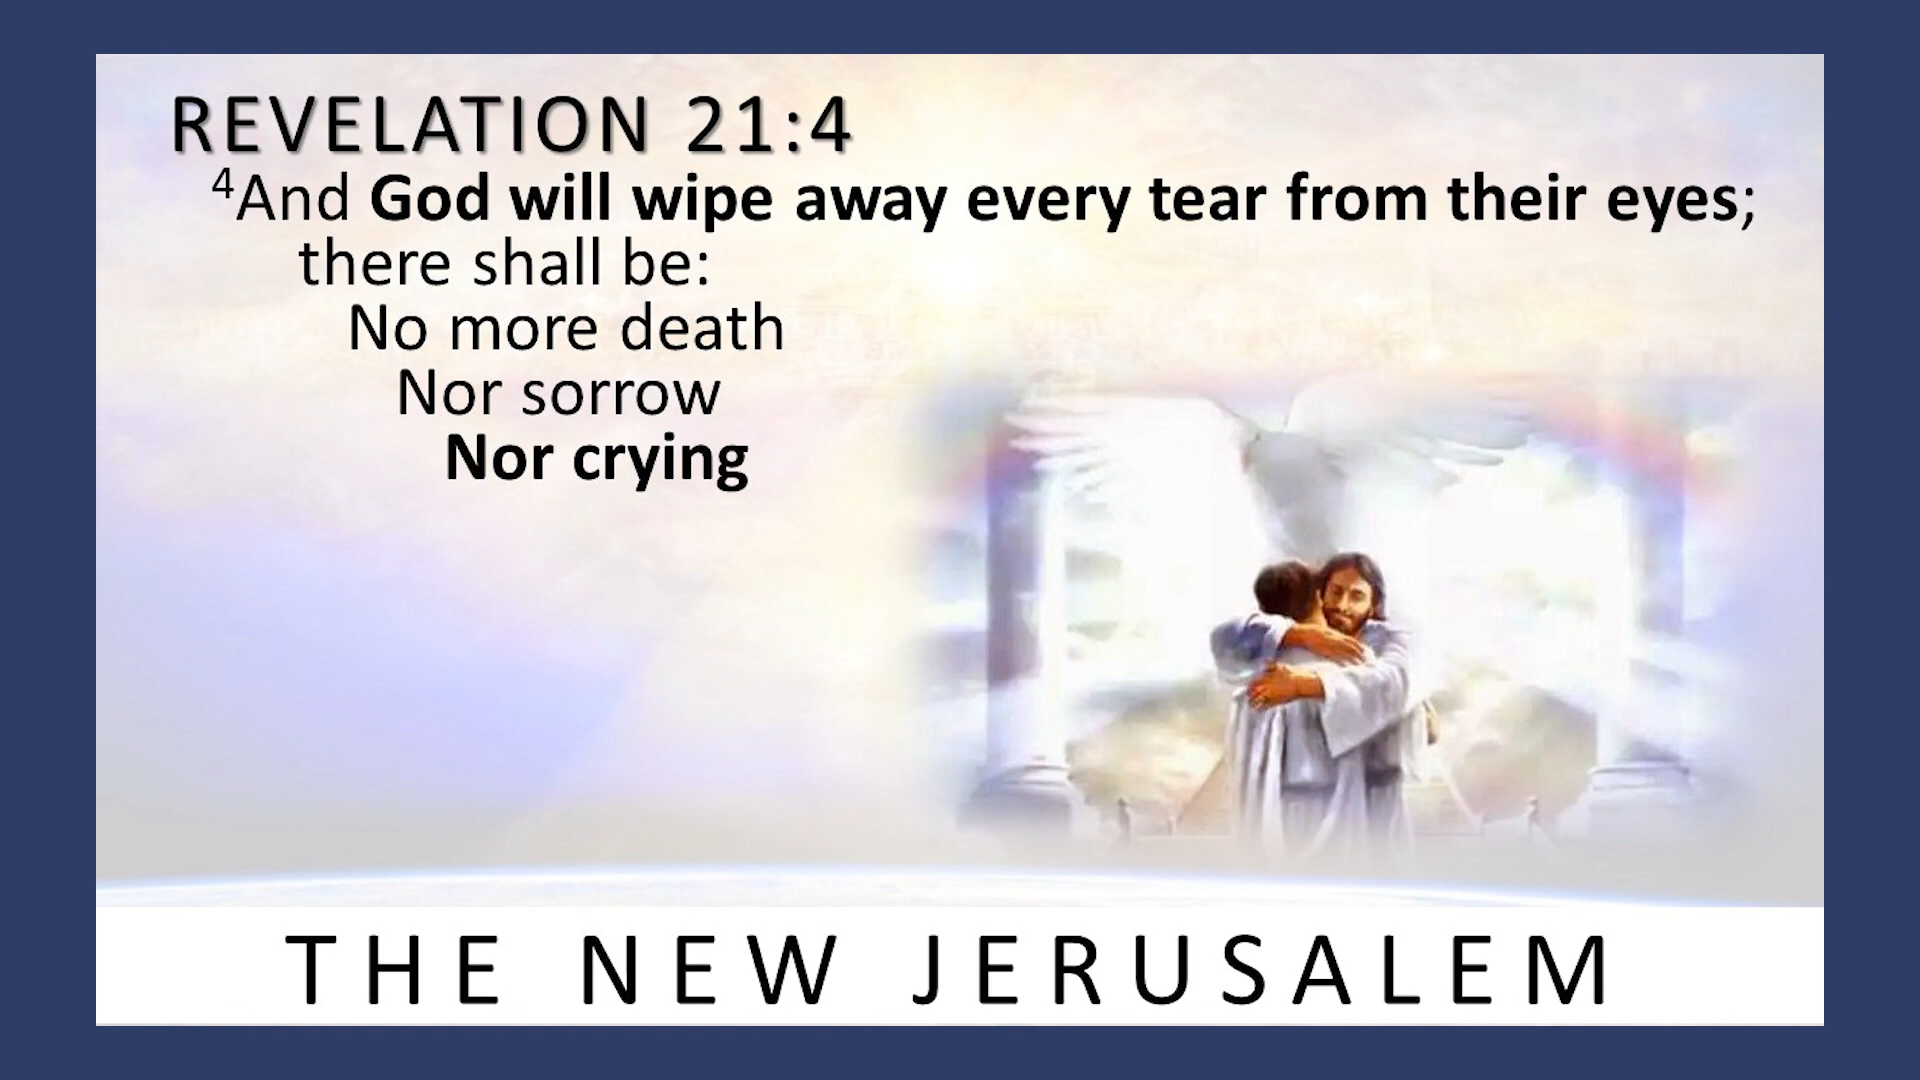 REVELATION 21:4
⁴And God will wipe away every tear from their eyes;
there shall be:
No more death
Nor sorrow
Nor crying
THE NEW JERUSALEM